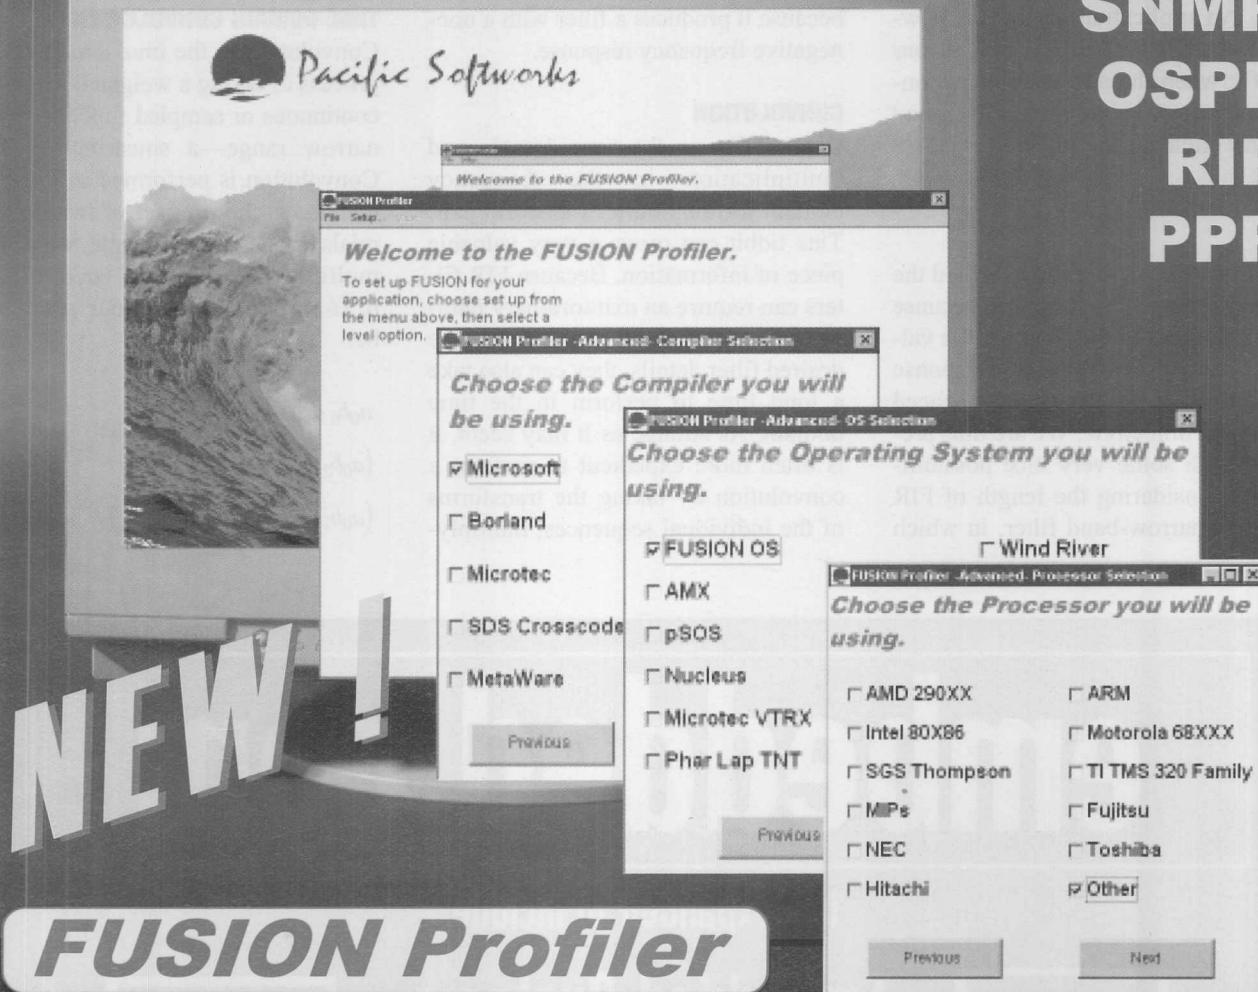 Pacific Softworks
SNMP
OSPF
RIP
PPP
Welcome to the FUSION Profiler.
FUSION Profiler
File Setup...
Welcome to the FUSION Profiler.
To set up FUSION for your
application, choose set up from
the menu above, then select a
level option.
FUSION Profiler -Advanced- Compiler Selection
Choose the Compiler you will
be using.
Microsoft
Borland
Microtec
SDS Crosscode
MetaWare
Previous
FUSION Profiler -Advanced- OS Selection
Choose the Operating System you will be
using.
FUSION OS
Wind River
AMX
pSOS
Nucleus
Microtec VTRX
Phar Lap TNT
Previous
FUSION Profiler -Advanced- Processor Selection
Choose the Processor you will be
using.
AMD 290XX
ARM
Intel 80X86
Motorola 68XXX
SGS Thompson
TI TMS 320 Family
MIPs
Fujitsu
NEC
Toshiba
Hitachi
Other
Previous
Next
NEW!
FUSION Profiler